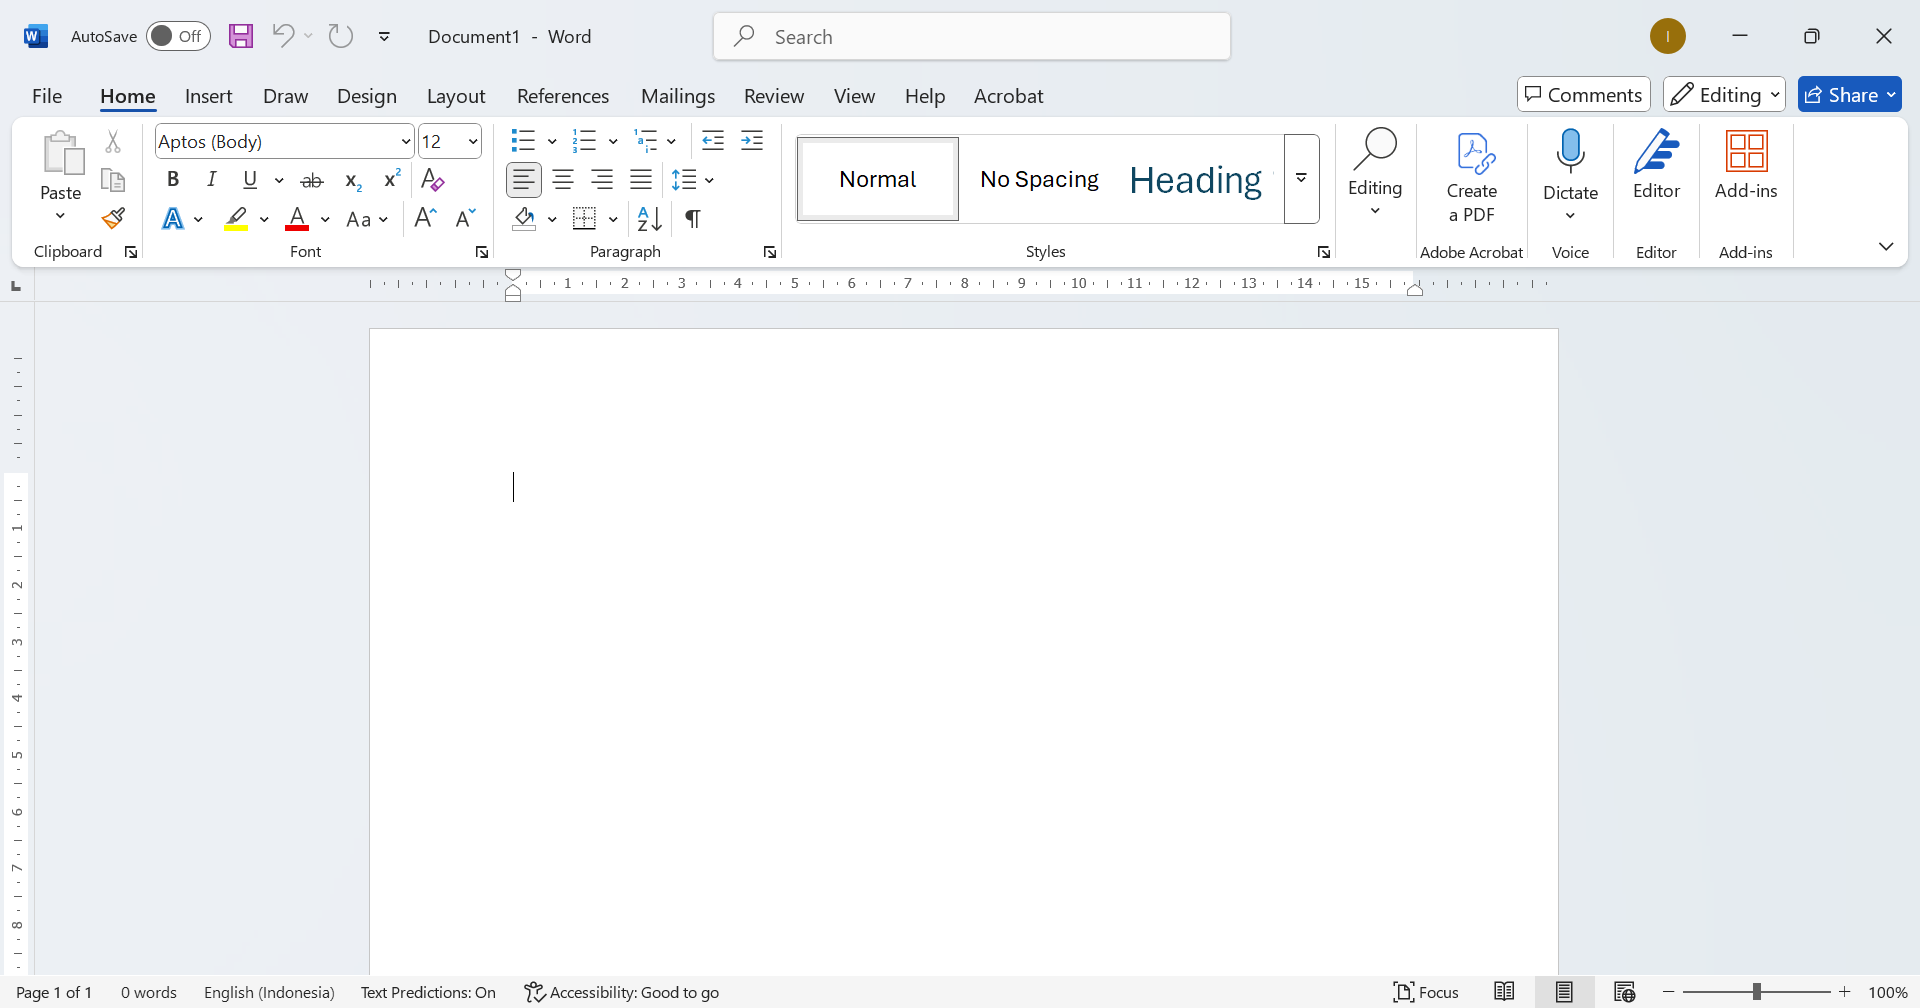 AutoSave Off Document1 - Word Search I
File Home Insert Draw Design Layout References Mailings Review View Help Acrobat Comments Editing Share
Paste
Clipboard
Aptos (Body) 12
B I U ab x₂ x² A
A A Aa A A
Font
Paragraph
Normal No Spacing Heading
Styles
Editing
Create a PDF
Adobe Acrobat
Dictate
Voice
Editor
Editor
Add-ins
Add-ins
1 2 3 4 5 6 7 8 9 10 11 12 13 14 15
1
2
3
4
5
6
7
8
Page 1 of 1 0 words English (Indonesia) Text Predictions: On Accessibility: Good to go Focus 100%